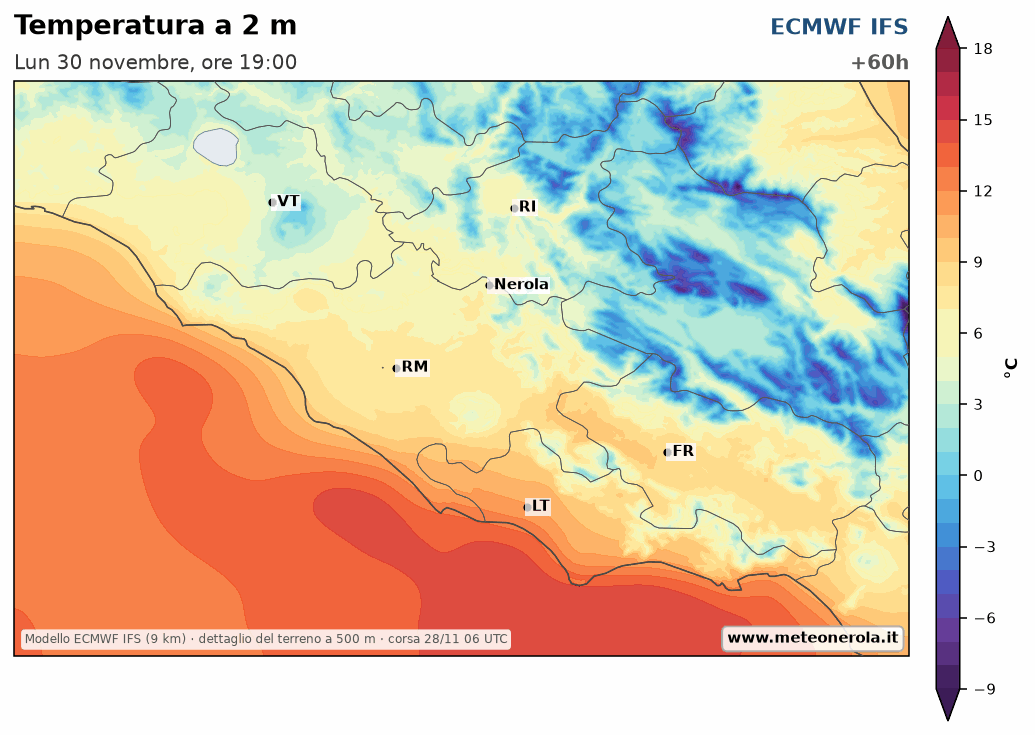 Temperatura a 2 m
ECMWF IFS
Lun 30 novembre, ore 19:00
+60h
VT
RI
Nerola
RM
FR
LT
Modello ECMWF IFS (9 km) · dettaglio del terreno a 500 m · corsa 28/11 06 UTC
www.meteonerola.it
18
15
12
9
6
3
0
−3
−6
−9
°C